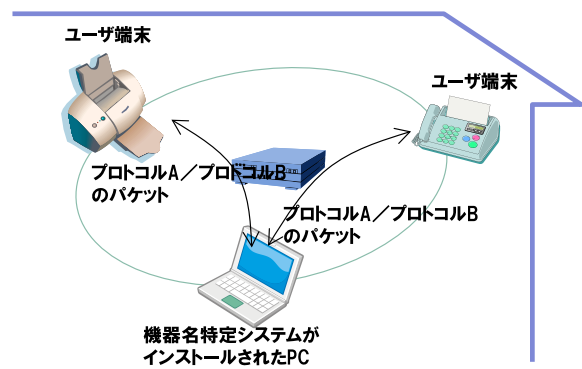 ユーザ端末
ユーザ端末
プロトコルA／プロトコルB
のパケット
プロトコルA／プロトコルB
のパケット
機器名特定システムが
インストールされたPC